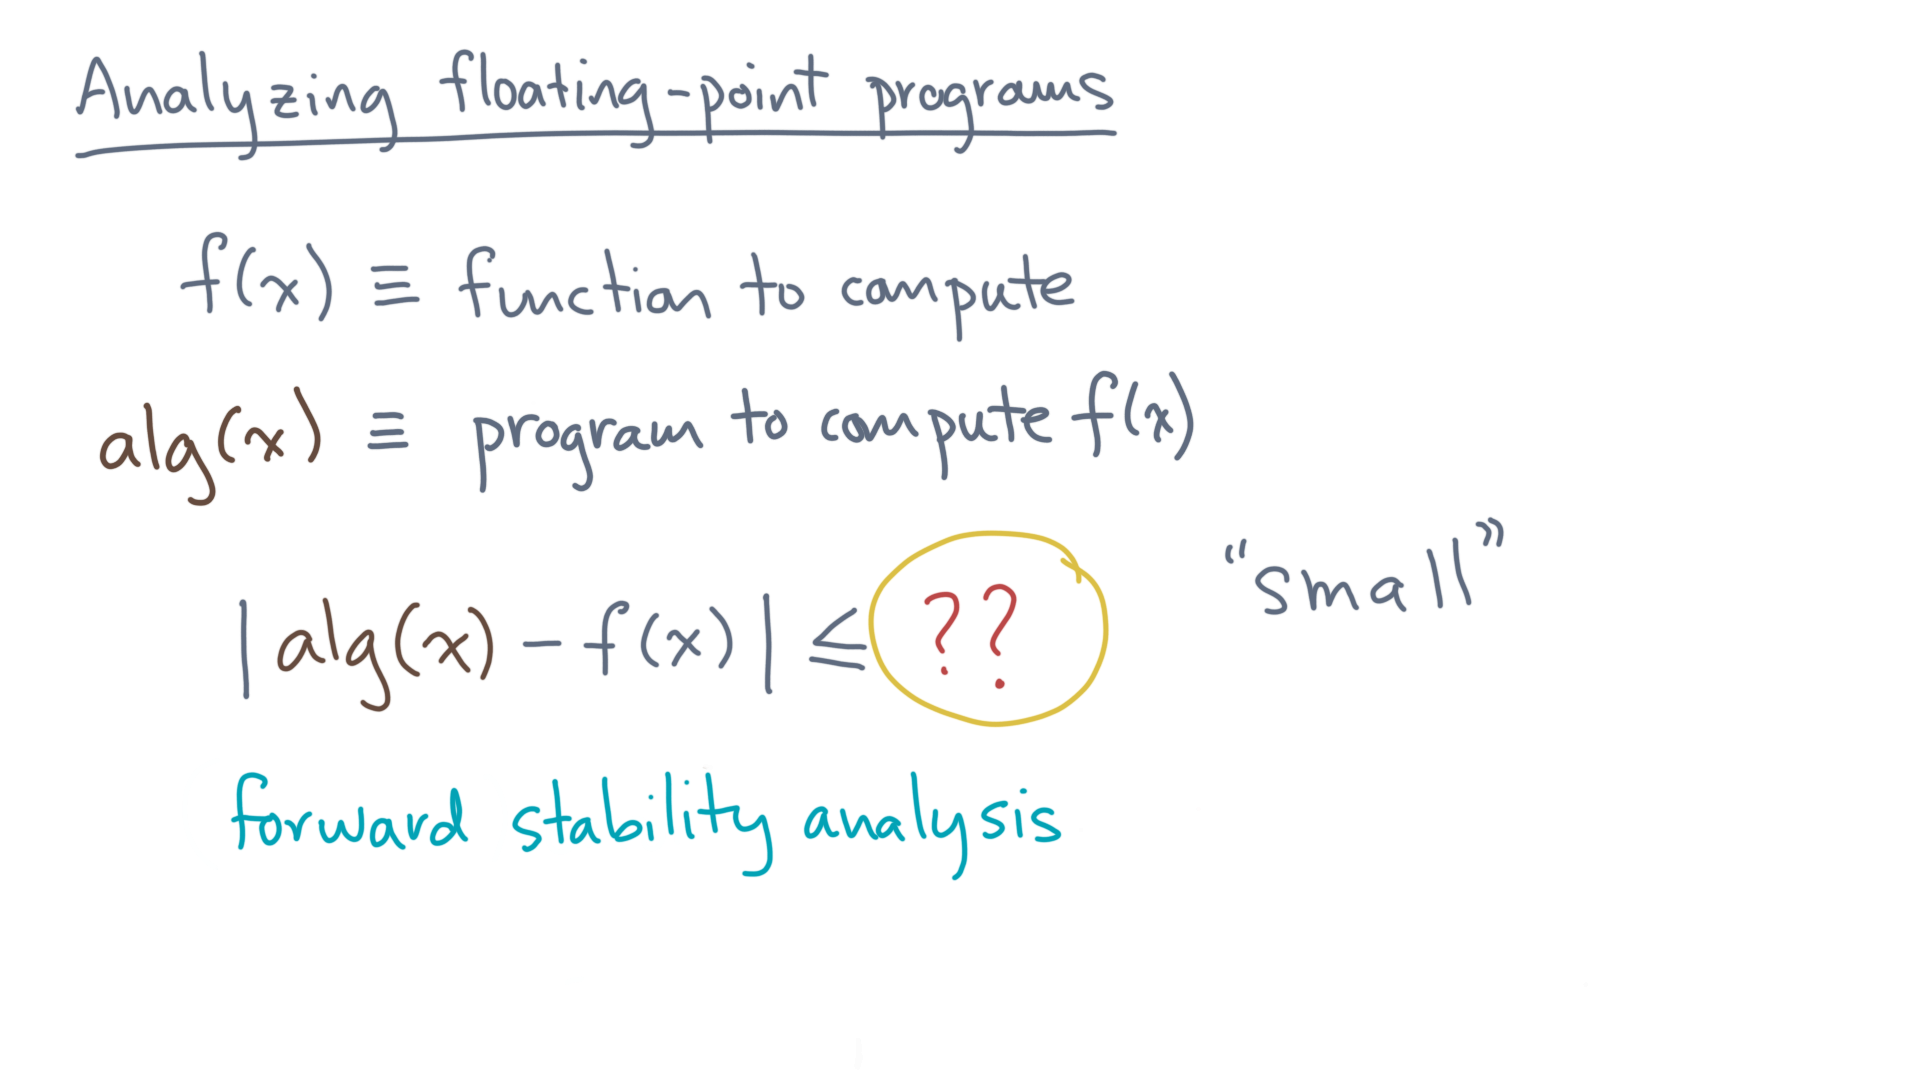 Analyzing floating-point programs
f(x) ≡ function to compute
alg(x) ≡ program to compute f(x)
| alg(x) - f(x) | ≤ ??
“small”
forward stability analysis